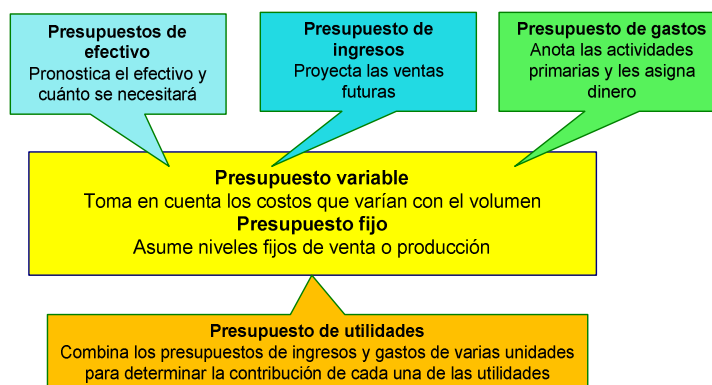 Presupuestos de
efectivo
Pronostica el efectivo y
cuánto se necesitará
Presupuesto de
ingresos
Proyecta las ventas
futuras
Presupuesto de gastos
Anota las actividades
primarias y les asigna
dinero
Presupuesto variable
Toma en cuenta los costos que varían con el volumen
Presupuesto fijo
Asume niveles fijos de venta o producción
Presupuesto de utilidades
Combina los presupuestos de ingresos y gastos de varias unidades
para determinar la contribución de cada una de las utilidades